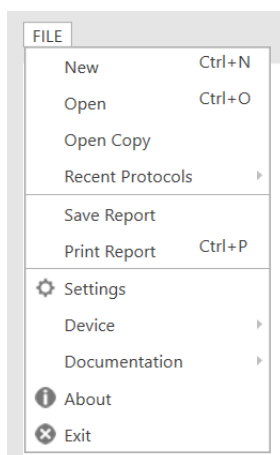 FILE
New Ctrl+N
Open Ctrl+O
Open Copy
Recent Protocols
Save Report
Print Report Ctrl+P
Settings
Device
Documentation
About
Exit